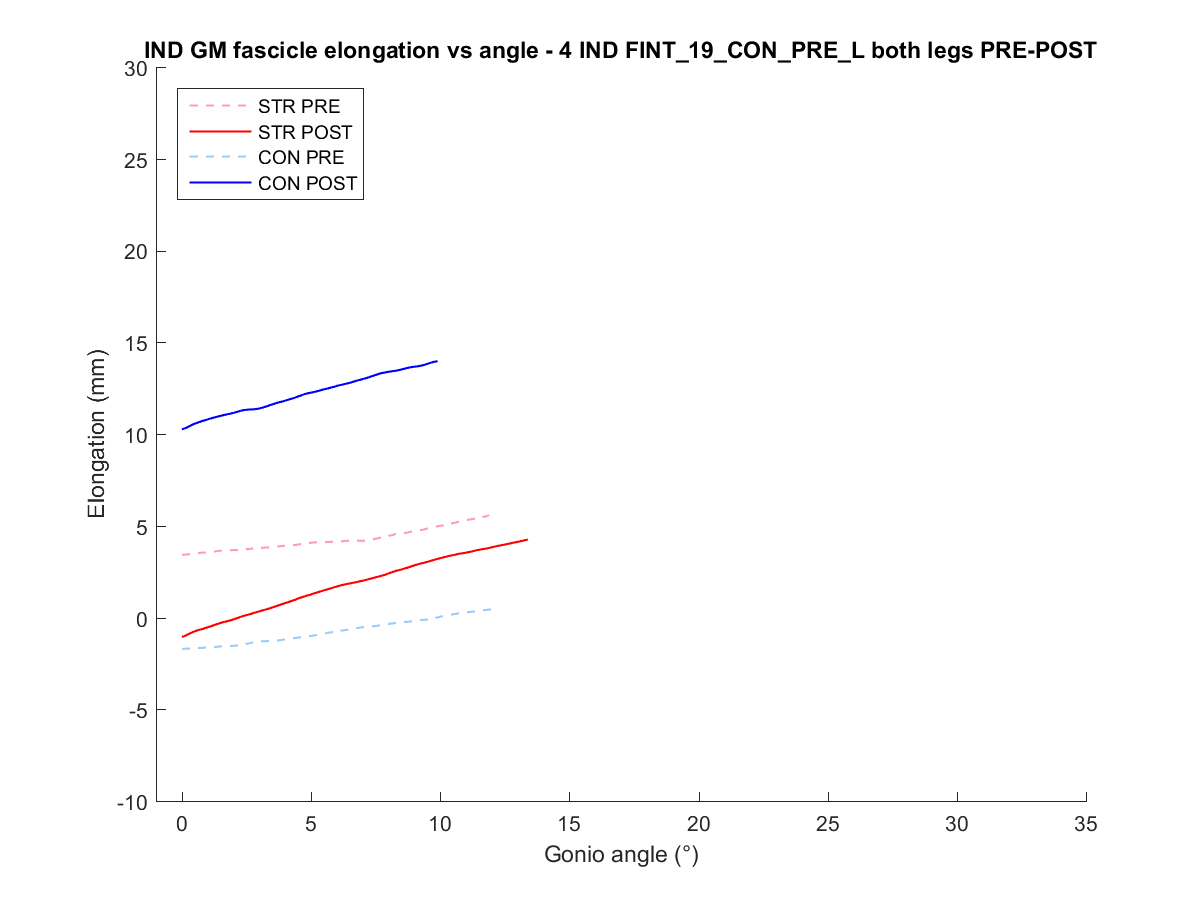 IND GM fascicle elongation vs angle - 4 IND FINT_19_CON_PRE_L both legs PRE-POST
30
25
20
15
10
5
0
-5
-10
Elongation (mm)
STR PRE
STR POST
CON PRE
CON POST
0 5 10 15 20 25 30 35
Gonio angle (°)